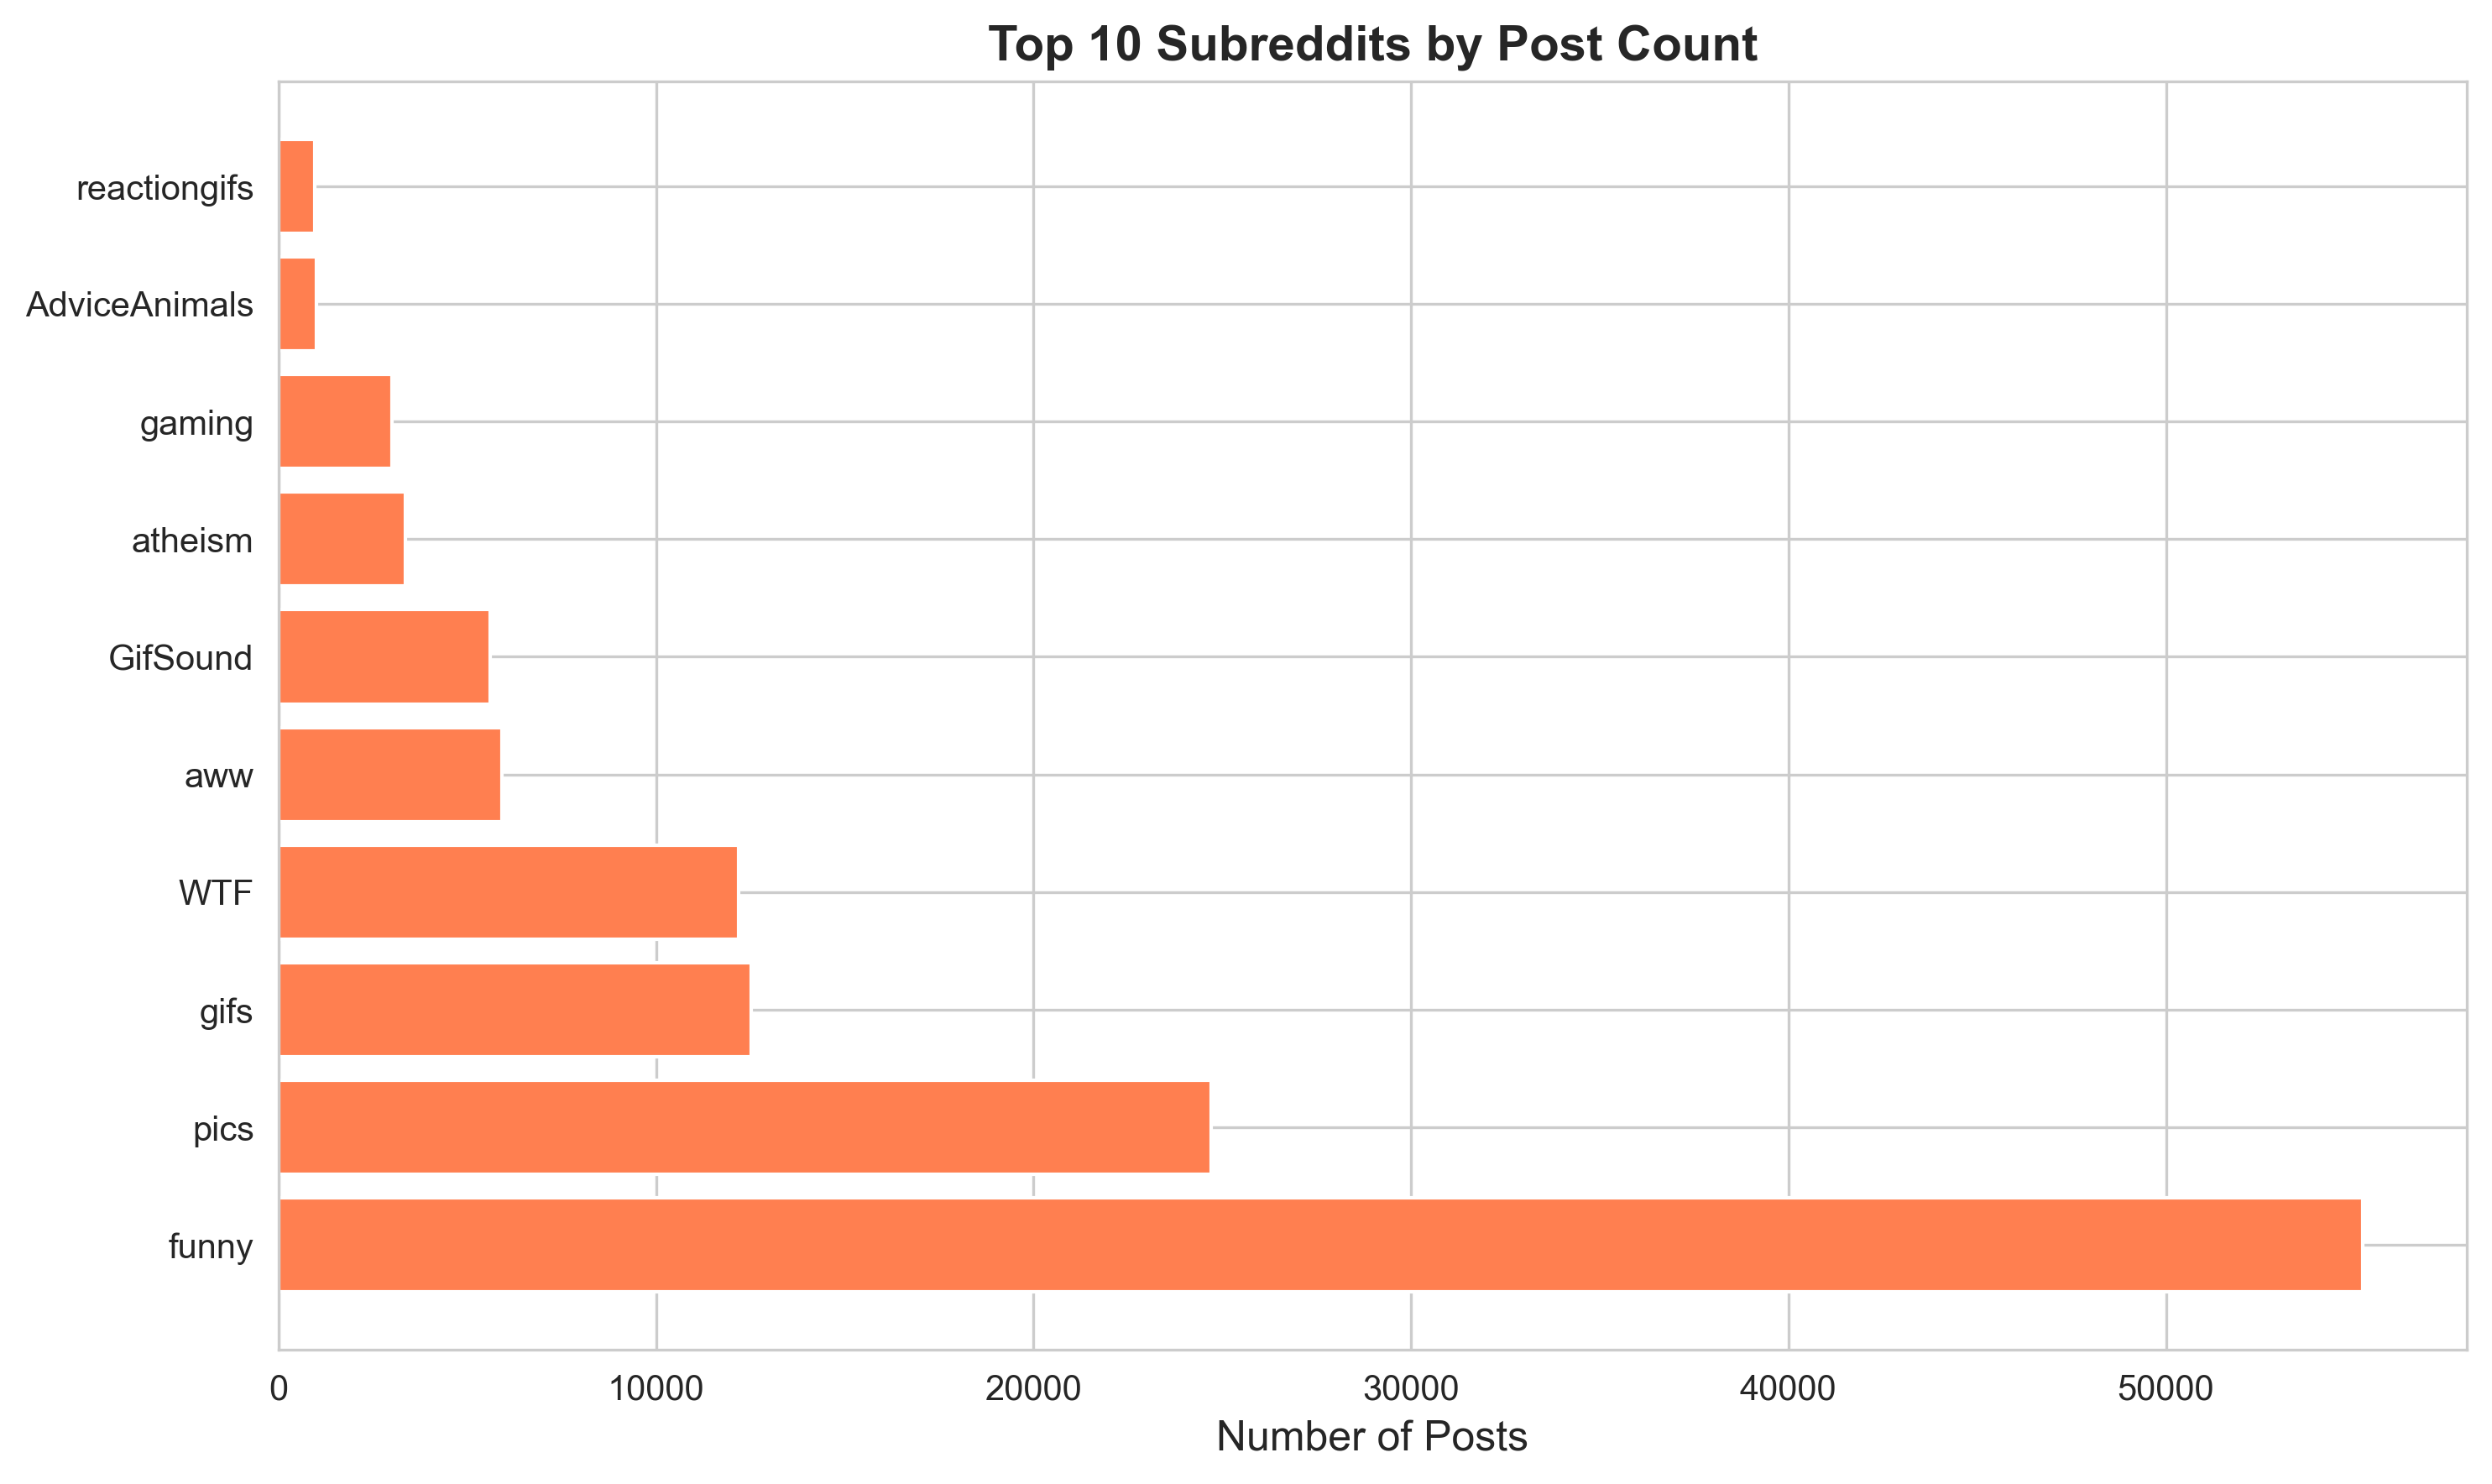 Top 10 Subreddits by Post Count
reactiongifs
AdviceAnimals
gaming
atheism
GifSound
aww
WTF
gifs
pics
funny
0 10000 20000 30000 40000 50000
Number of Posts